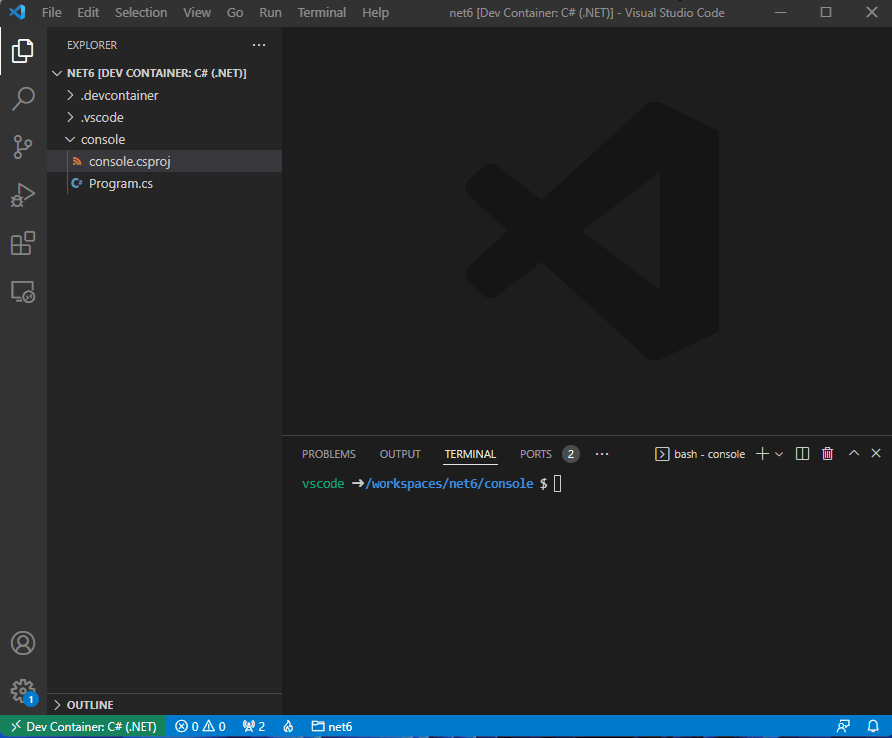 File Edit Selection View Go Run Terminal Help net6 [Dev Container: C# (.NET)] - Visual Studio Code
EXPLORER
NET6 [DEV CONTAINER: C# (.NET)]
.devcontainer
.vscode
console
console.csproj
C# Program.cs
PROBLEMS OUTPUT TERMINAL PORTS 2 ... bash - console
vscode ➜/workspaces/net6/console $
1
OUTLINE
Dev Container: C# (.NET) 0 0 2 net6